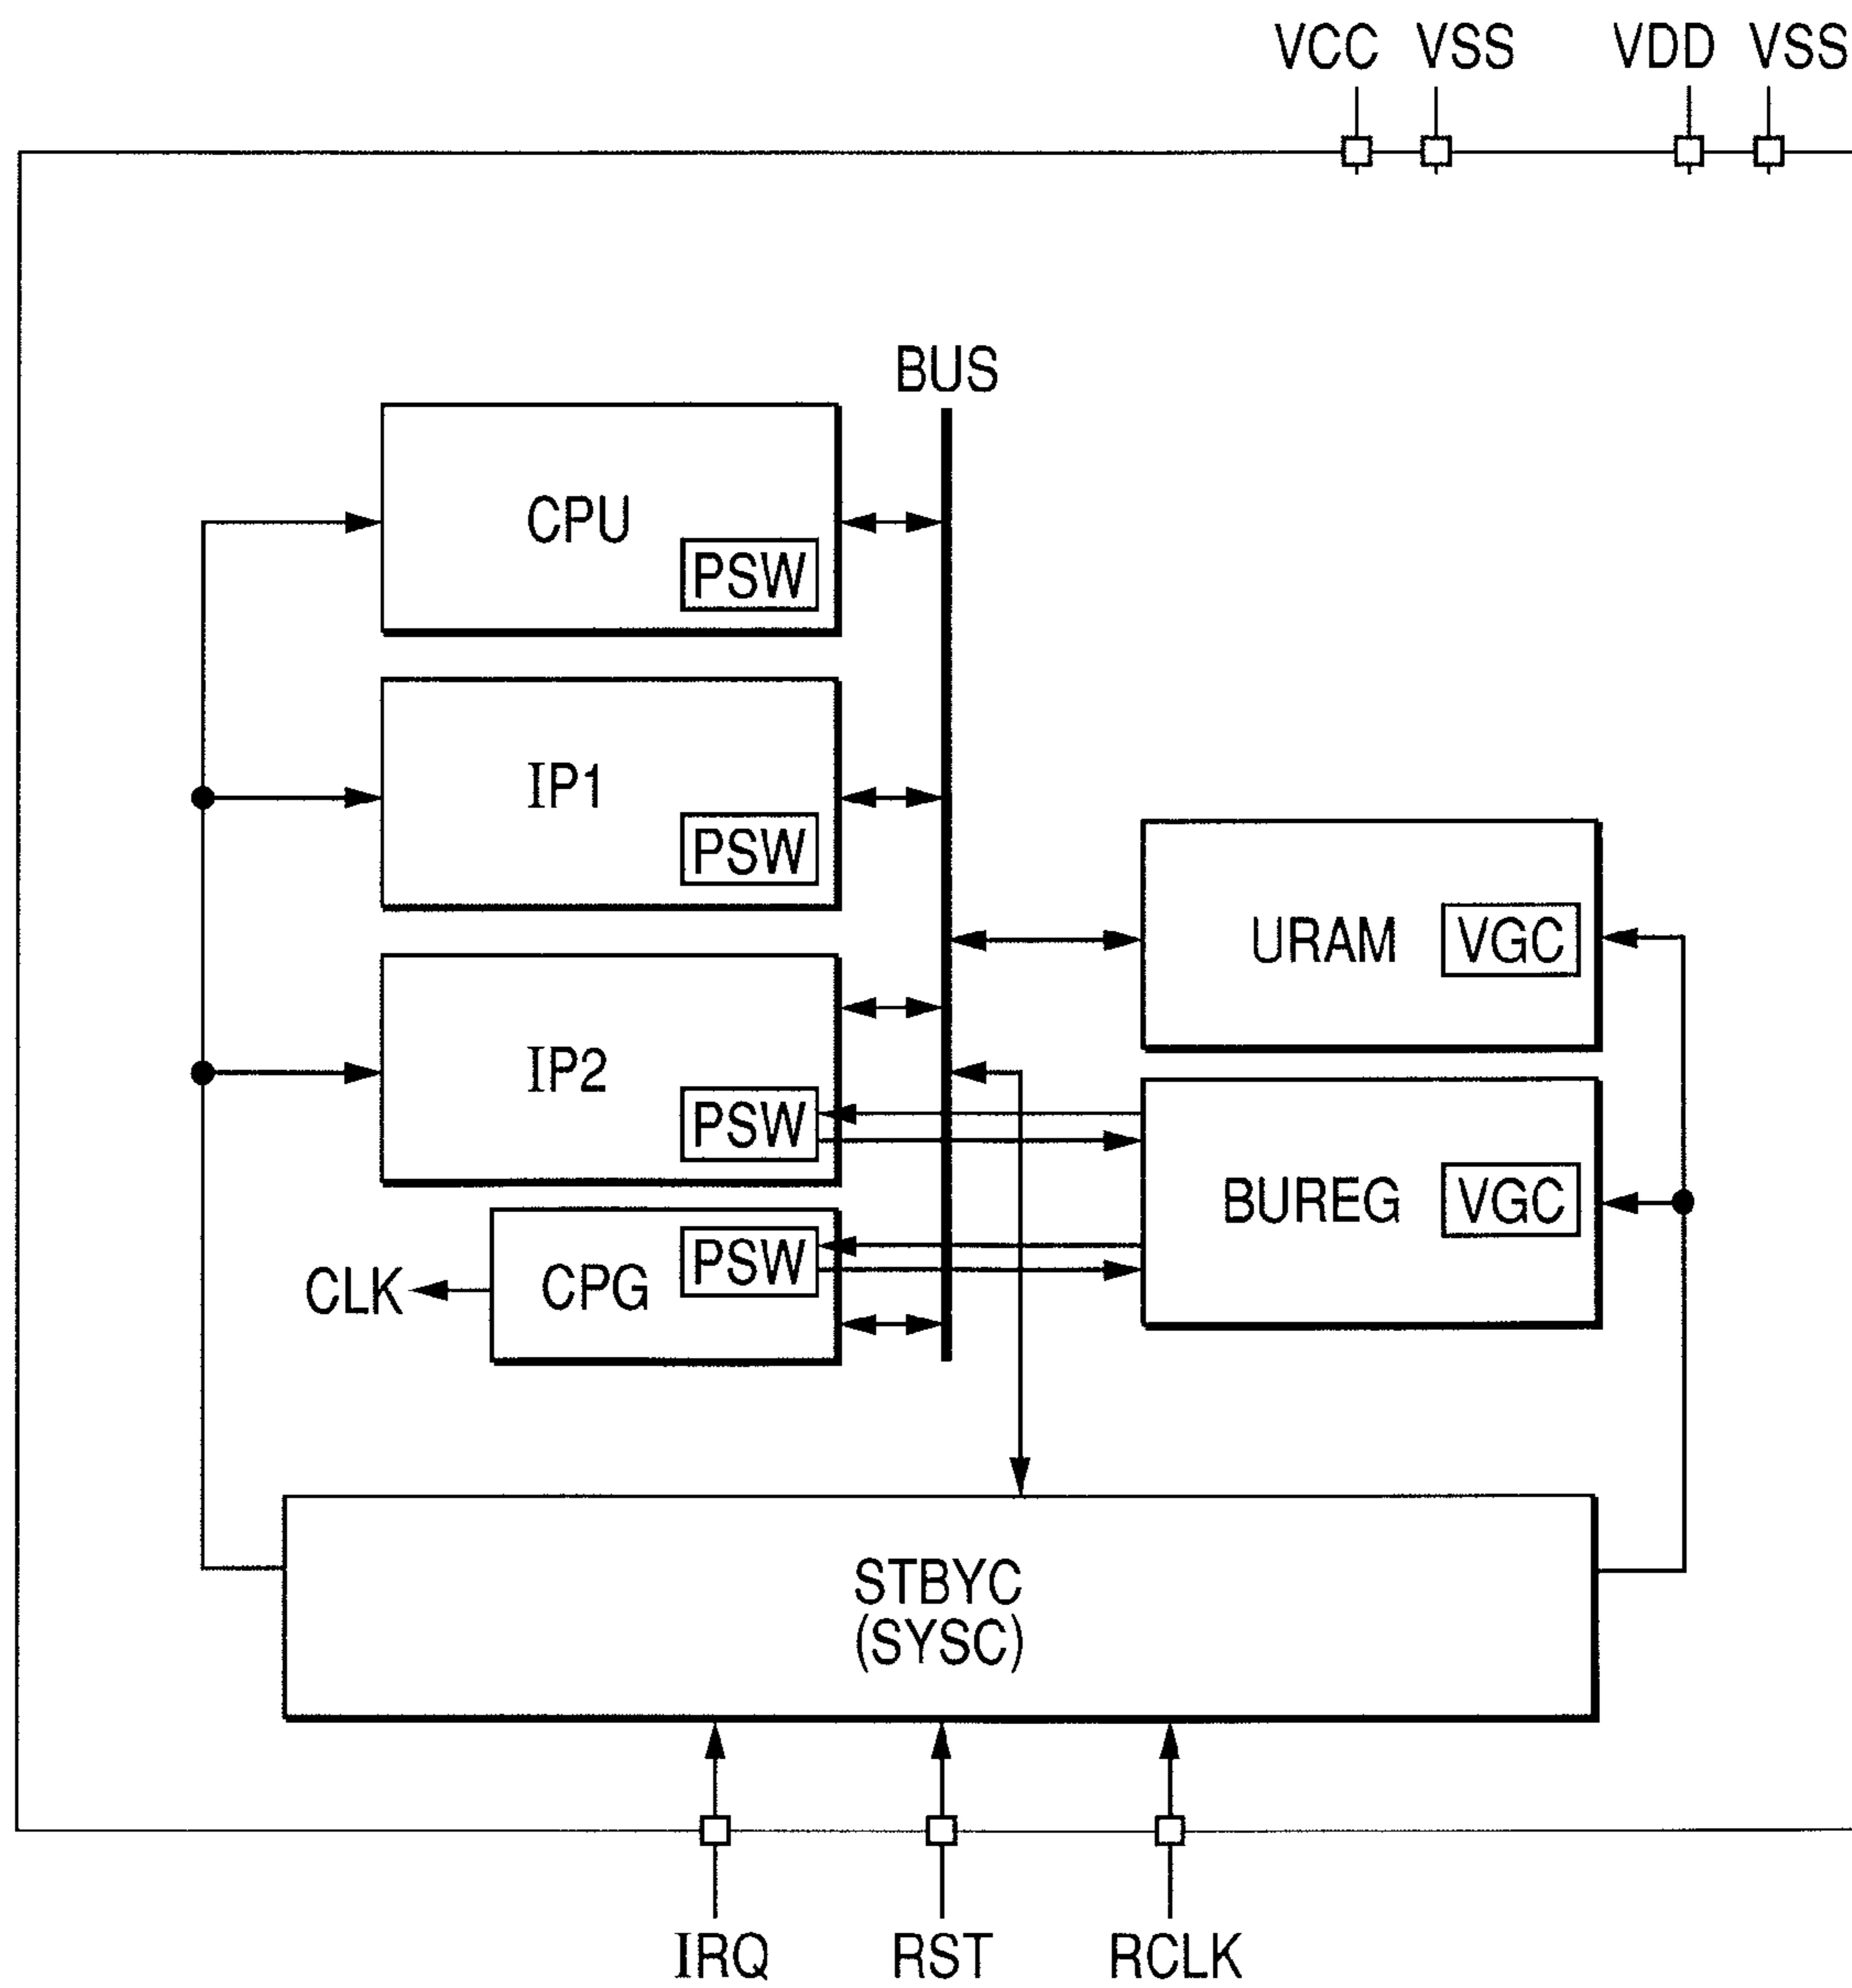 VCC VSS VDD VSS
BUS
CPU
PSW
IP1
PSW
URAM VGC
IP2
PSW
BUREG VGC
PSW
CLK CPG
STBYC
(SYSC)
IRQ RST RCLK